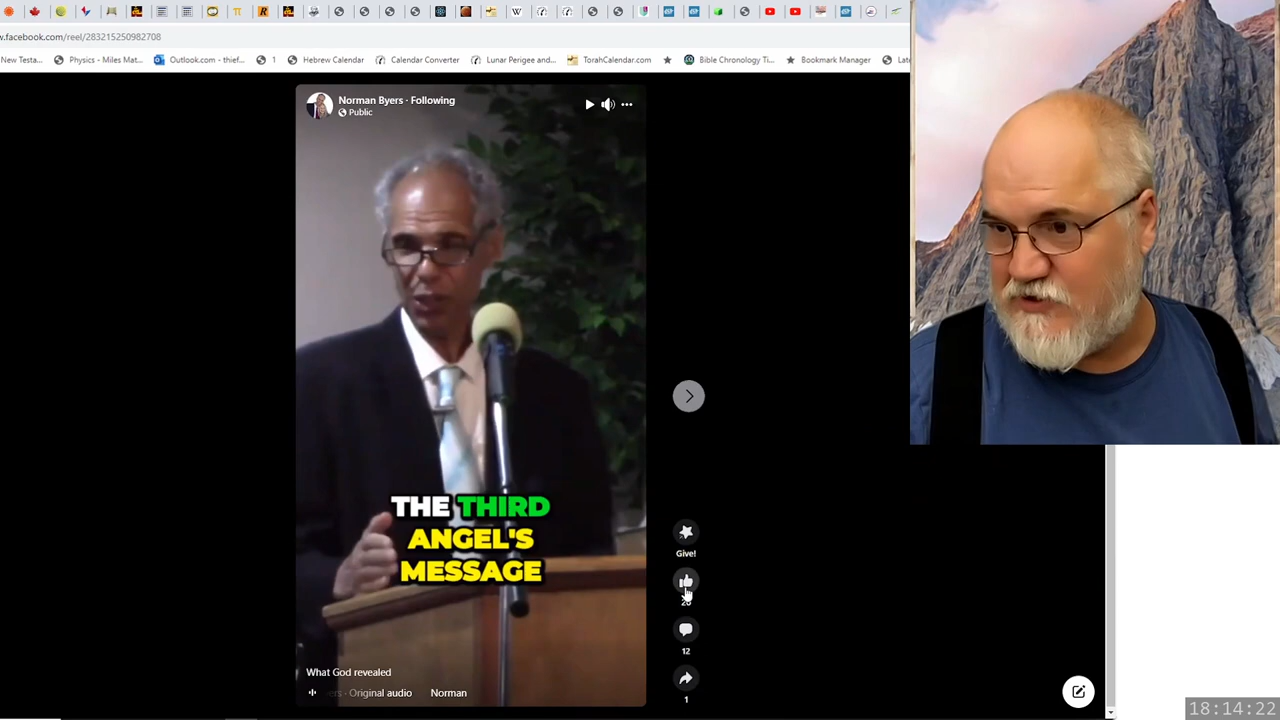 w.facebook.com/reel/283215250982708
New Testa...
Physics - Miles Mat...
Outlook.com - thief...
1
Hebrew Calendar
Calendar Converter
Lunar Perigee and...
TorahCalendar.com
Bible Chronology Ti...
Bookmark Manager
Late
Norman Byers · Following
Public
THE THIRD
ANGEL'S
MESSAGE
Give!
12
1
What God revealed
ers · Original audio
Norman
18:14:22